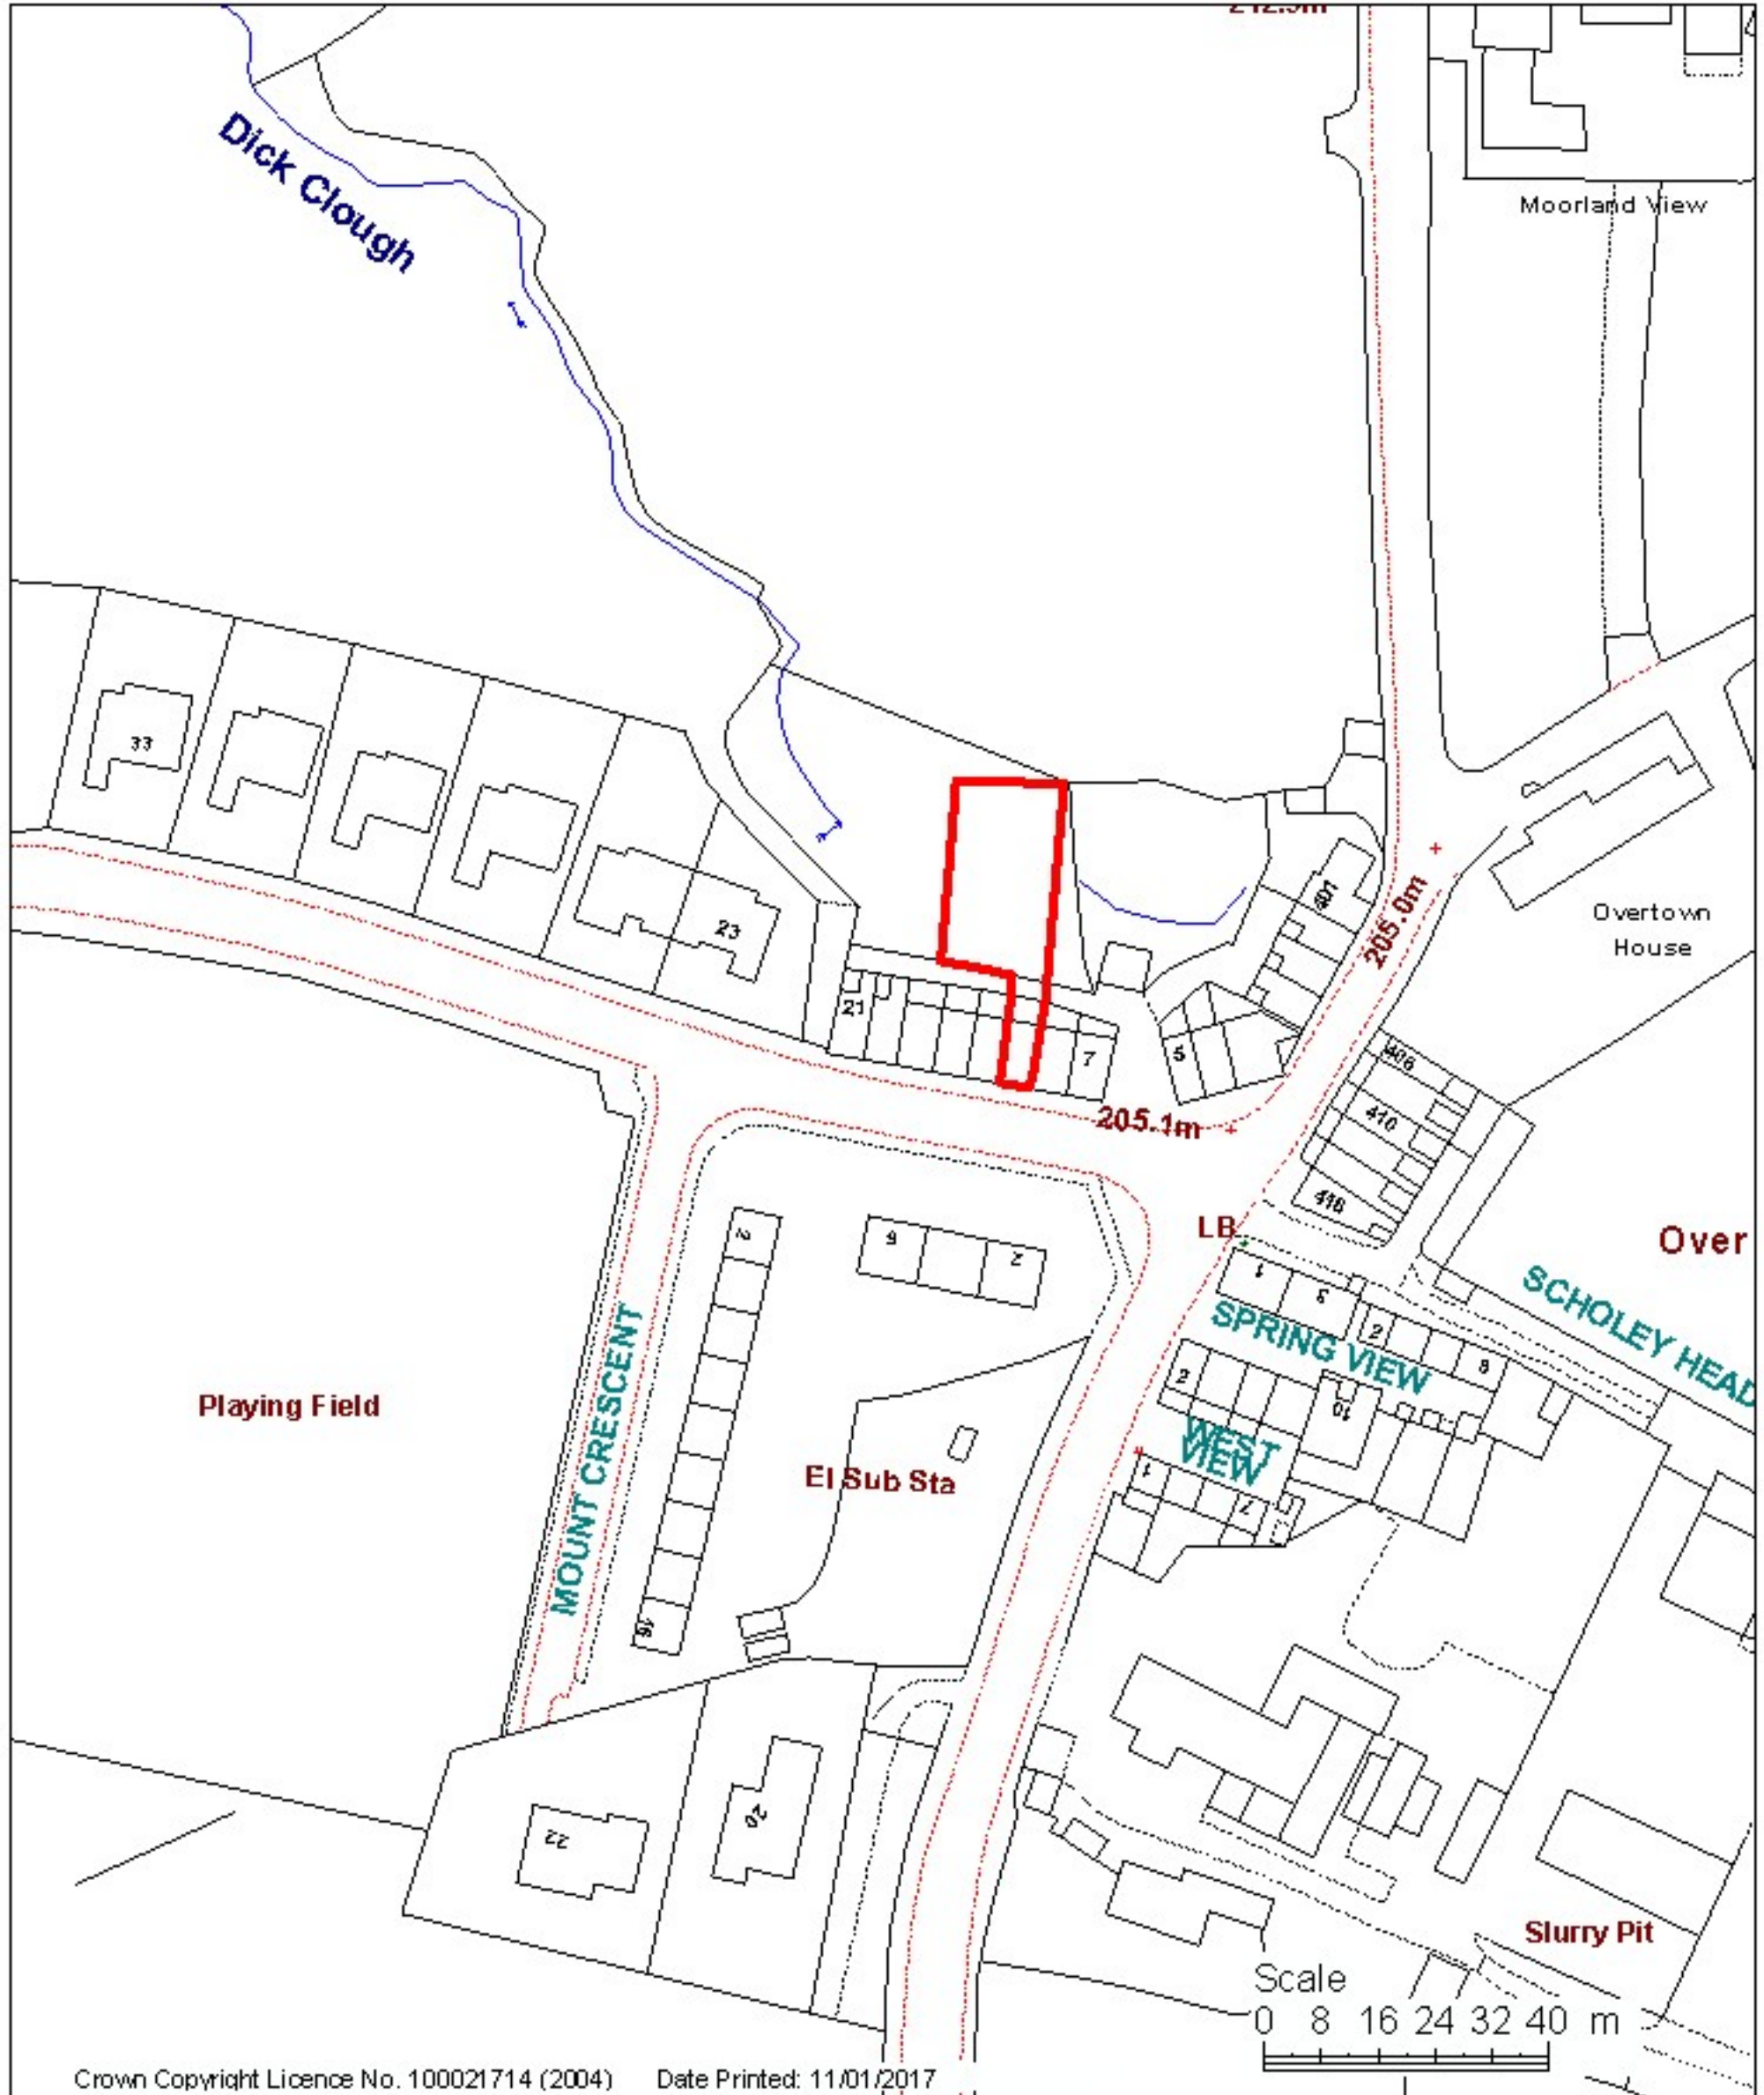 Dick Clough
Moorland View
33
23
21
7
5
205.0m
Overtown
House
205.1m
406
410
416
LB
Over
2
6
2
1
3
SPRING VIEW
2
8
SCHOLEY HEAD
2
10
WEST
VIEW
1
7
MOUNT CRESCENT
Playing Field
El Sub Sta
16
20
22
Slurry Pit
Scale
0 8 16 24 32 40 m
Crown Copyright Licence No. 100021714 (2004) Date Printed: 11/01/2017